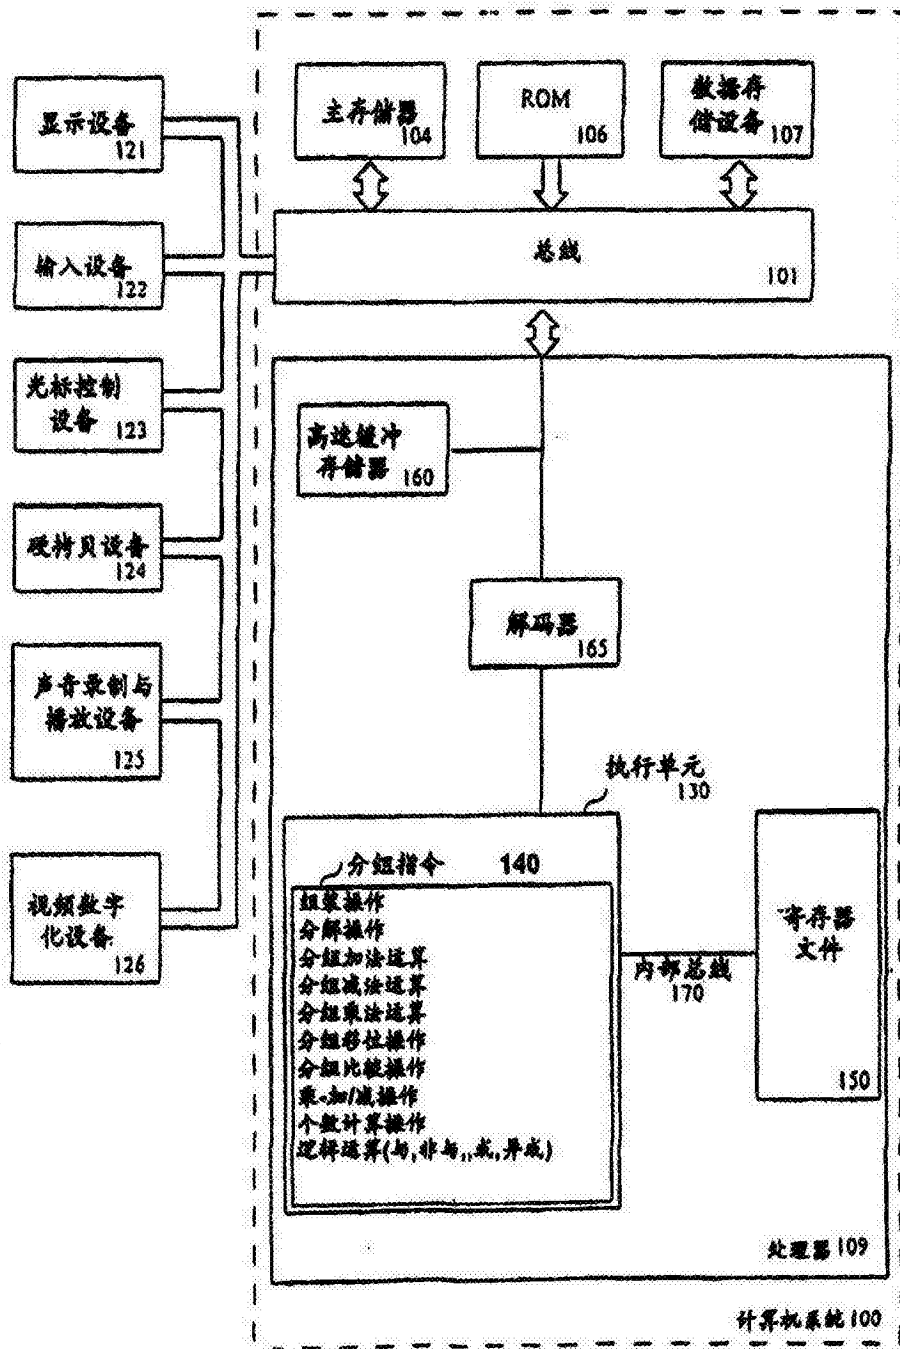 显示设备
121
输入设备
122
光标控制
设备
123
硬拷贝设备
124
声音录制与
播放设备
125
视频数字
化设备
126
主存储器
104
ROM
106
数据存
储设备
107
总线
101
高速缓冲
存储器
160
解码器
165
执行单元
130
分组指令 140
组装操作
分解操作
分组加法运算
分组减法运算
分组乘法运算
分组移位操作
分组比较操作
乘-加/减操作
个数计算操作
逻辑运算(与,非与,,或,异或)
内部总线
170
寄存器
文件
150
处理器 109
计算机系统 100